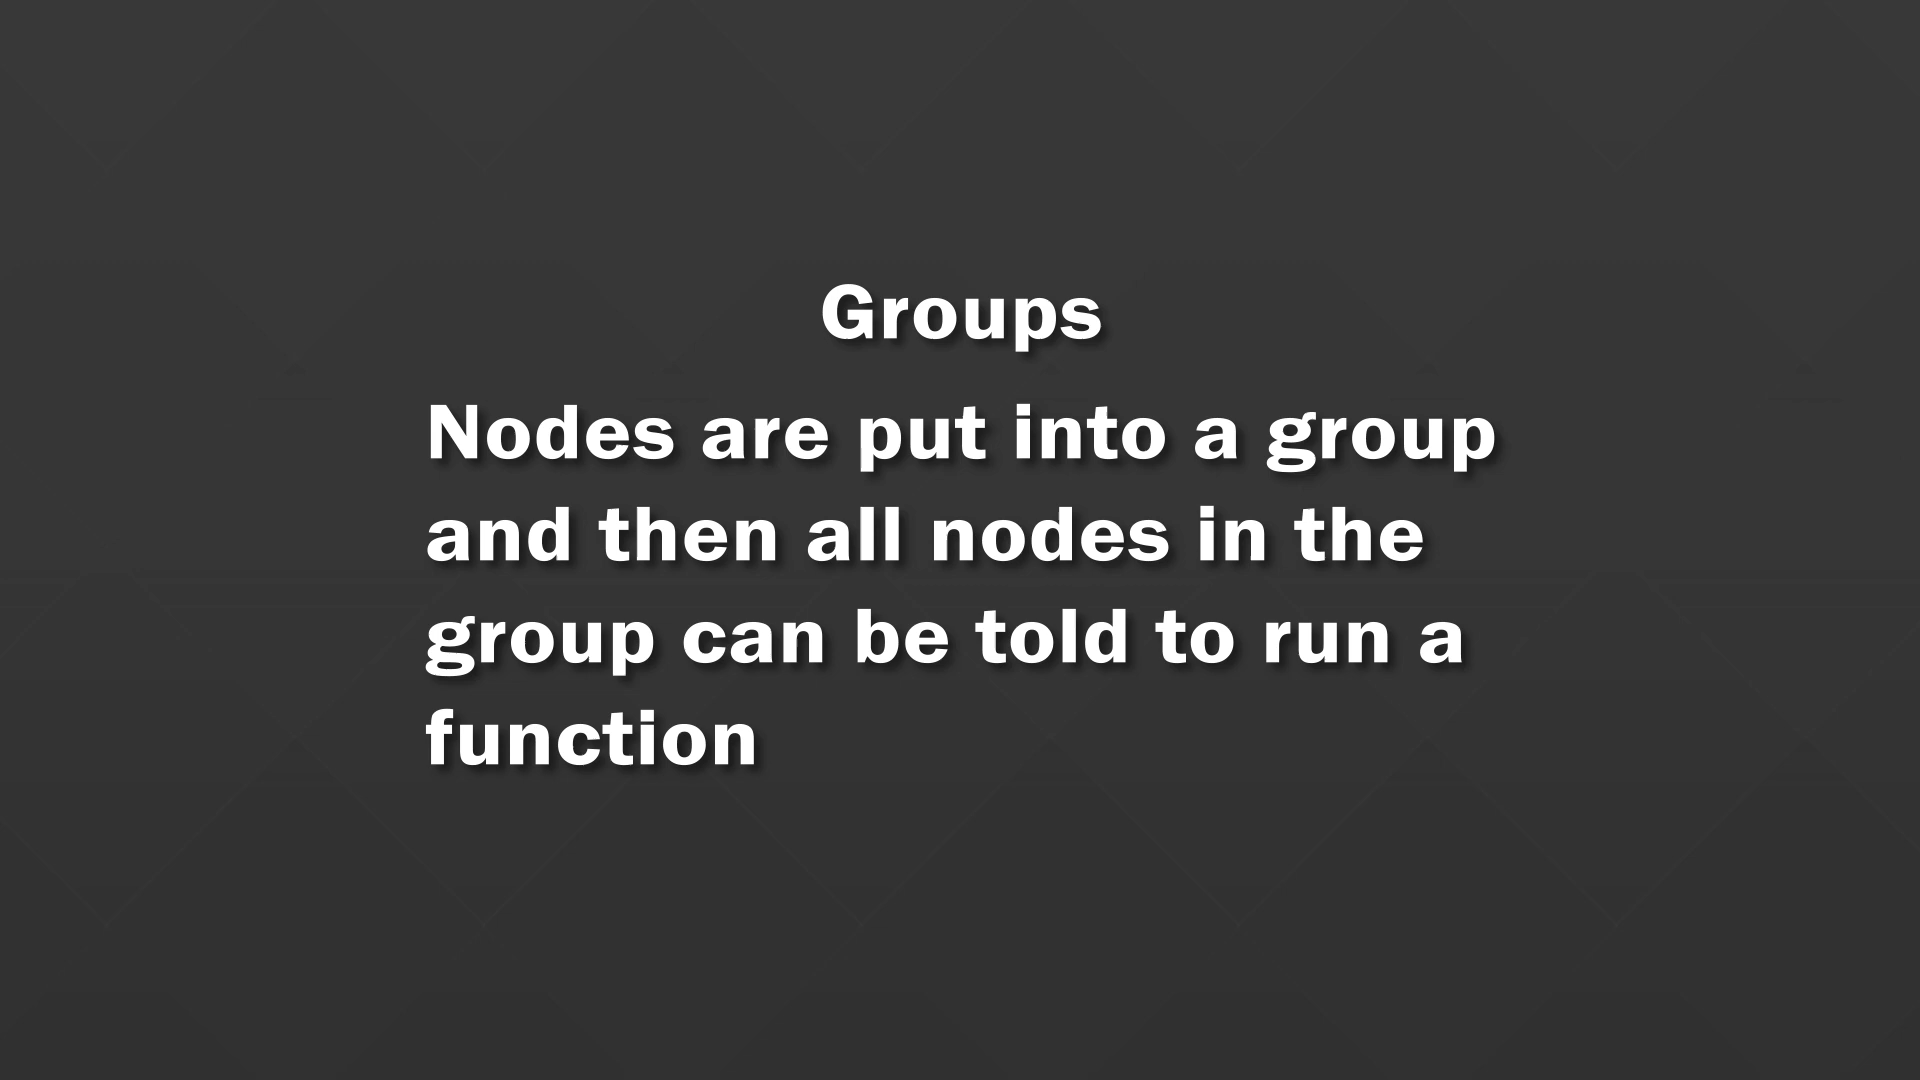 Groups
Nodes are put into a group
and then all nodes in the
group can be told to run a
function